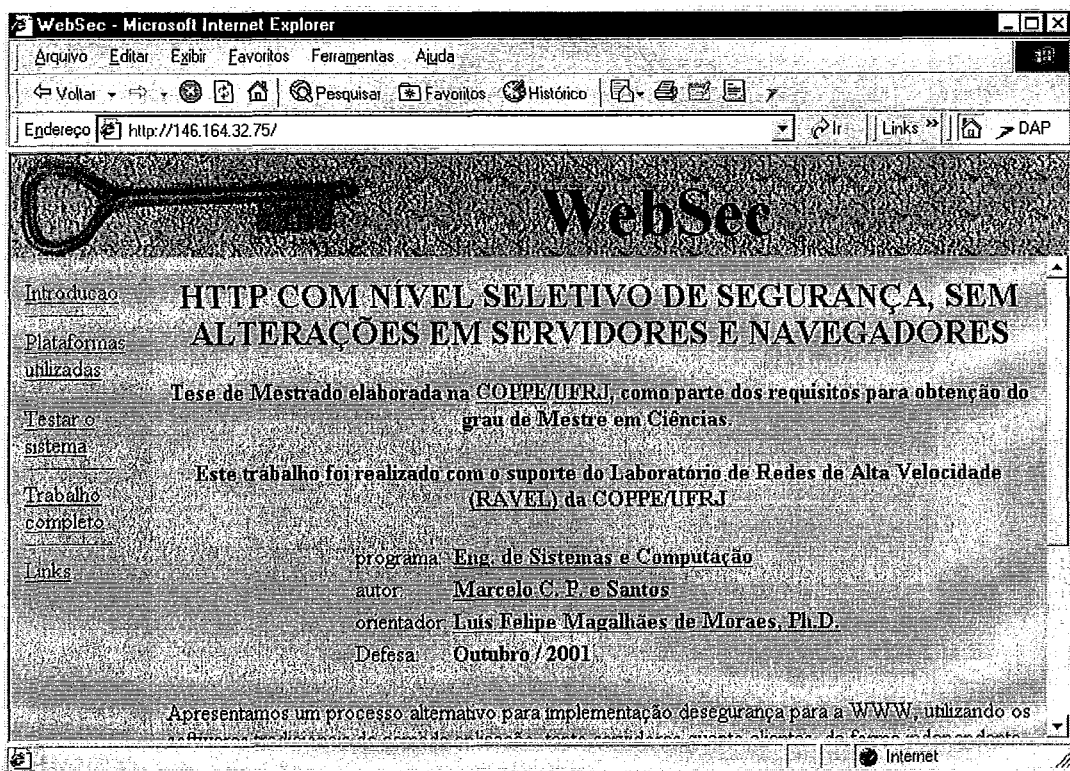 WebSec - Microsoft Internet Explorer
Arquivo Editar Exibir Favoritos Ferramentas Ajuda
Voltar Pesquisar Favoritos Histórico
Endereço http://146.164.32.75/ Ir Links » DAP
WebSec
Introducao
Plataformas
utilizadas
Testar o
sistema
Trabalho
completo
Links
HTTP COM NÍVEL SELETIVO DE SEGURANÇA, SEM
ALTERAÇÕES EM SERVIDORES E NAVEGADORES
Tese de Mestrado elaborada na COPPE/UFRJ, como parte dos requisitos para obtenção do
grau de Mestre em Ciências.
Este trabalho foi realizado com o suporte do Laboratório de Redes de Alta Velocidade
(RAVEL) da COPPE/UFRJ
programa: Eng. de Sistemas e Computação
autor: Marcelo C. P. e Santos
orientador: Luís Felipe Magalhães de Moraes, Ph.D.
Defesa: Outubro / 2001
Apresentamos um processo alternativo para implementação desegurança para a WWW, utilizando os
Internet